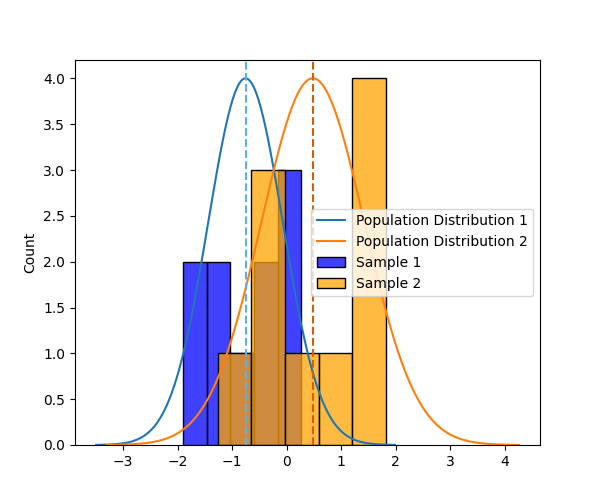 4.0
3.5
3.0
2.5
2.0
1.5
1.0
0.5
0.0
Count
Population Distribution 1
Population Distribution 2
Sample 1
Sample 2
−3 −2 −1 0 1 2 3 4